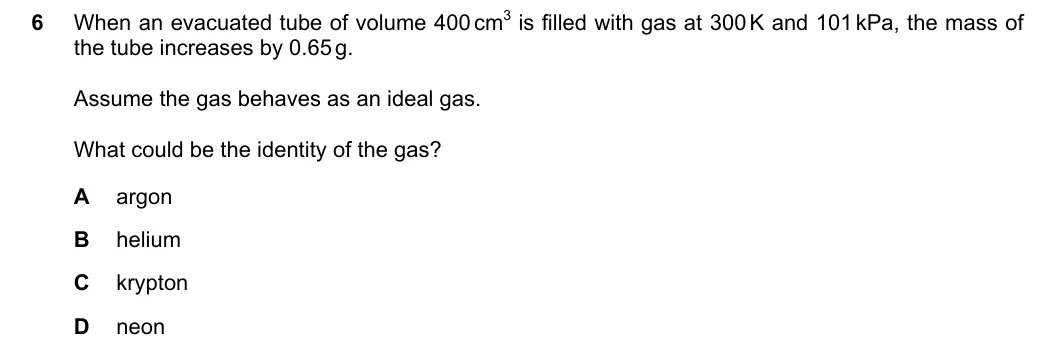 6 When an evacuated tube of volume 400 cm³ is filled with gas at 300 K and 101 kPa, the mass of
the tube increases by 0.65 g.
Assume the gas behaves as an ideal gas.
What could be the identity of the gas?
A argon
B helium
C krypton
D neon